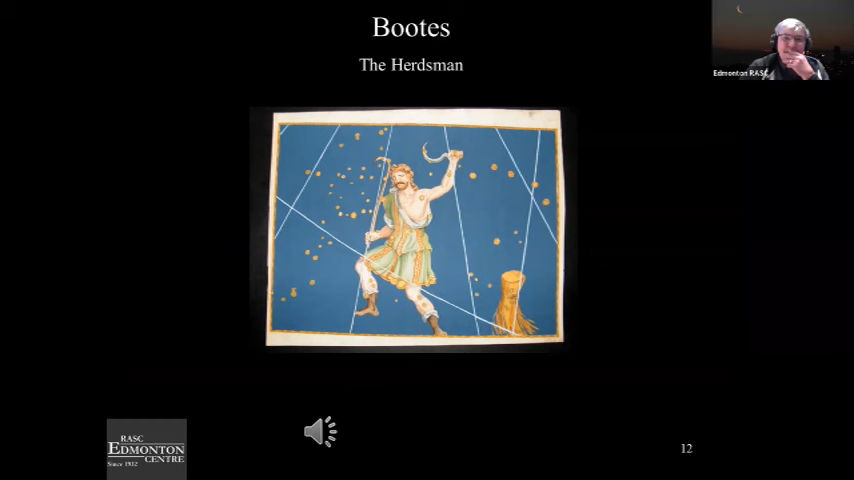 Bootes
The Herdsman
Edmonton RASC
RASC
EDMONTON
CENTRE
Since 1932
12